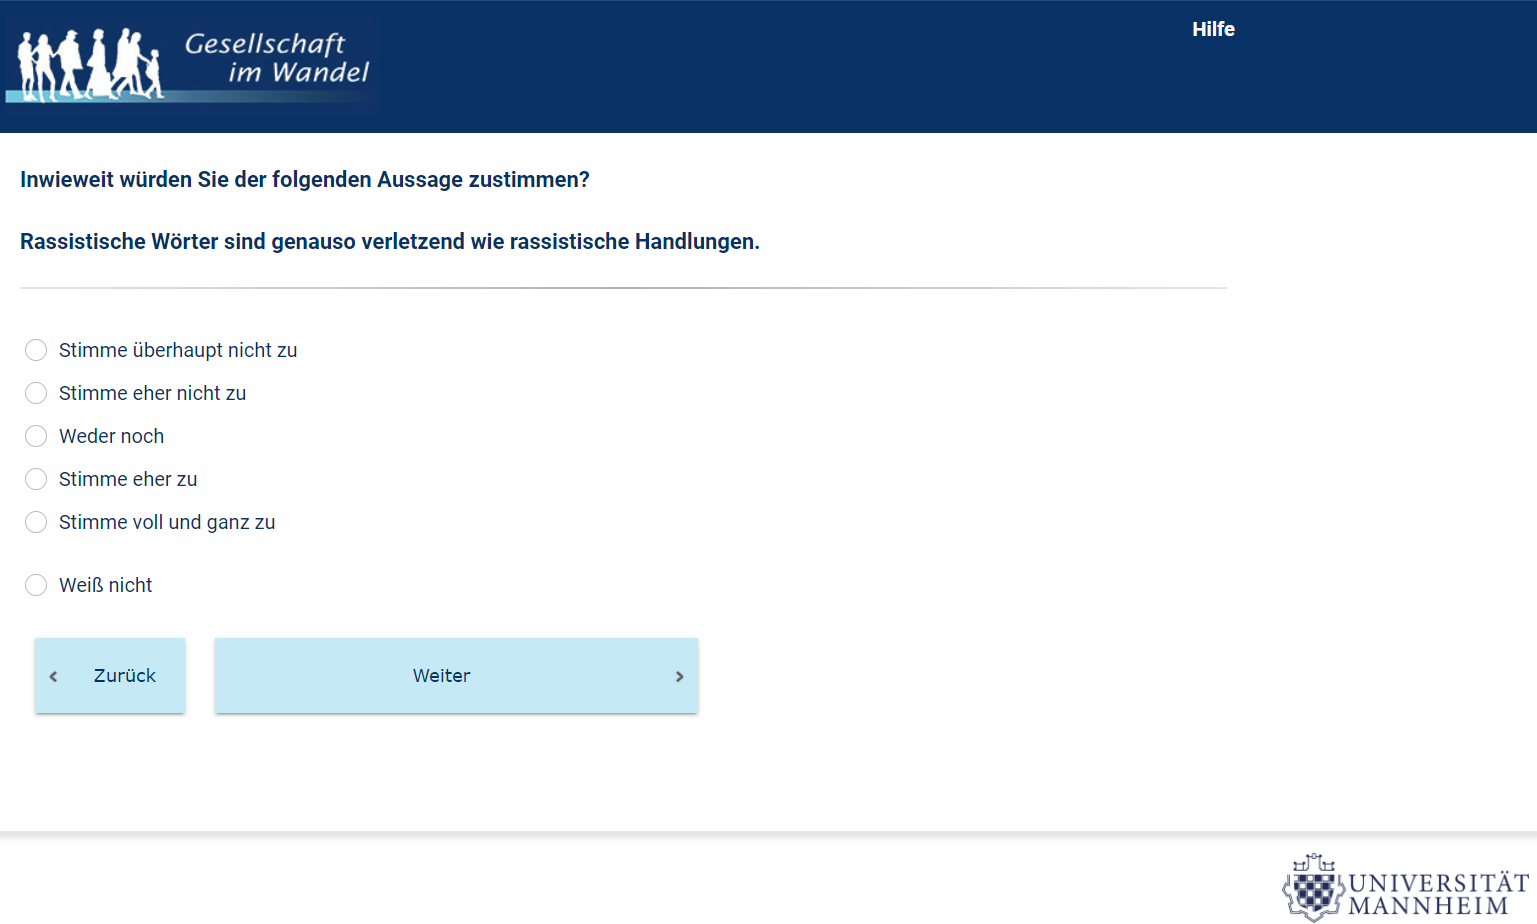 Gesellschaft
im Wandel
Hilfe
Inwieweit würden Sie der folgenden Aussage zustimmen?
Rassistische Wörter sind genauso verletzend wie rassistische Handlungen.
Stimme überhaupt nicht zu
Stimme eher nicht zu
Weder noch
Stimme eher zu
Stimme voll und ganz zu
Weiß nicht
Zurück
Weiter
UNIVERSITÄT
MANNHEIM